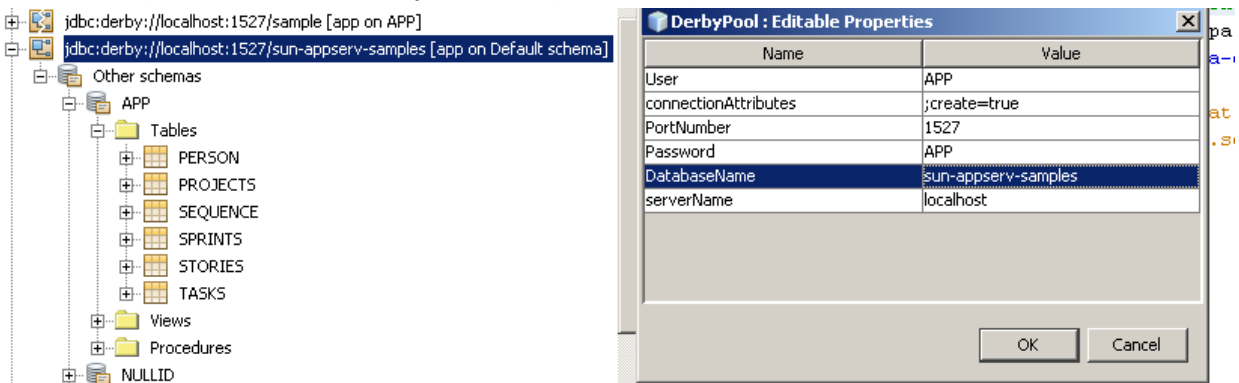 jdbc:derby://localhost:1527/sample [app on APP]
jdbc:derby://localhost:1527/sun-appserv-samples [app on Default schema]
Other schemas
APP
Tables
PERSON
PROJECTS
SEQUENCE
SPRINTS
STORIES
TASKS
Views
Procedures
NULLID
DerbyPool : Editable Properties
Name Value
User APP
connectionAttributes ;create=true
PortNumber 1527
Password APP
DatabaseName sun-appserv-samples
serverName localhost
OK Cancel
pa
a-
at
.s